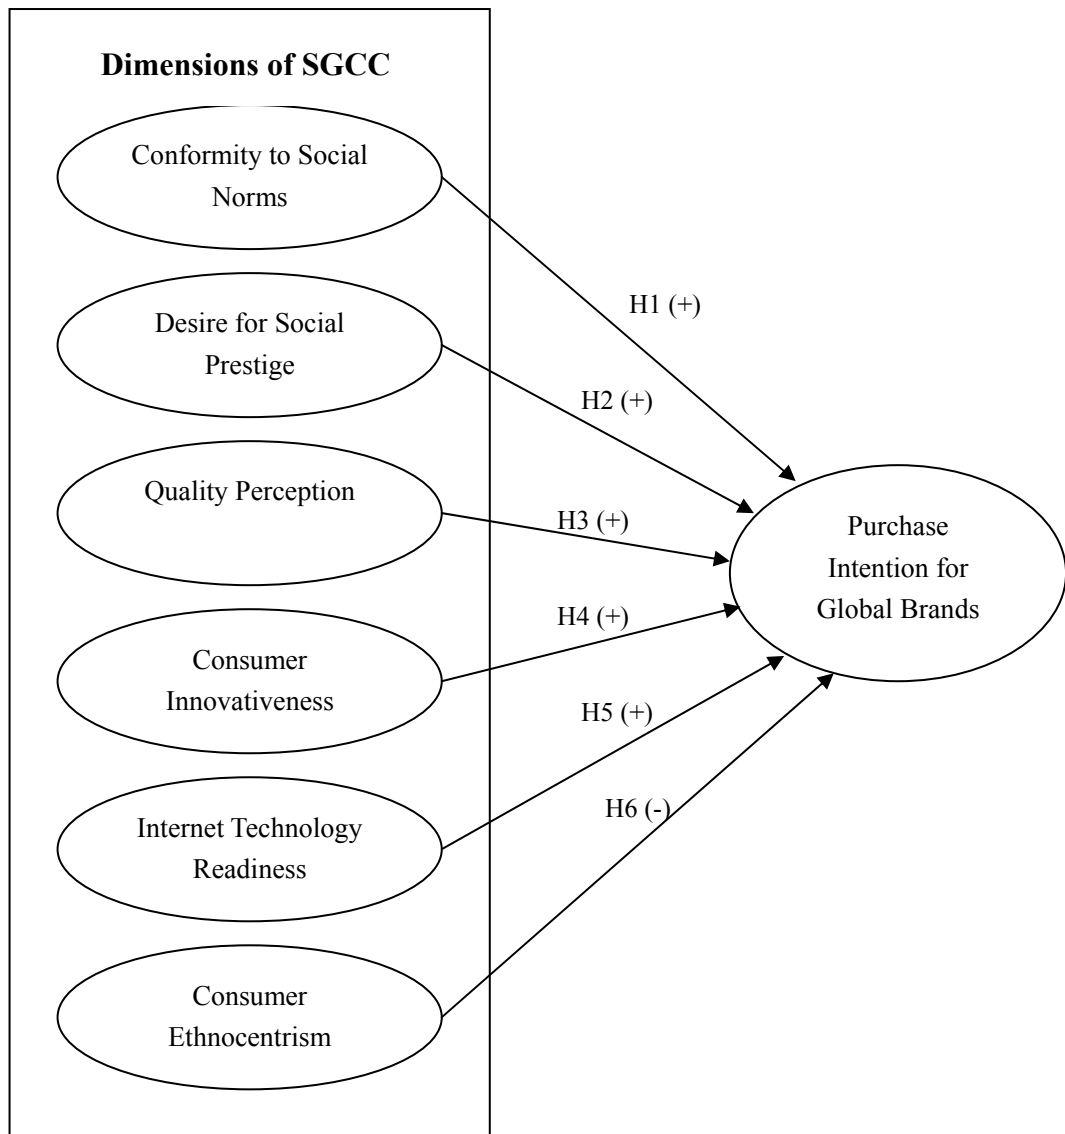 Dimensions of SGCC
Conformity to Social
Norms
H1 (+)
Desire for Social
Prestige
H2 (+)
Quality Perception
H3 (+)
Purchase
Intention for
Global Brands
Consumer
Innovativeness
H4 (+)
Internet Technology
Readiness
H5 (+)
H6 (-)
Consumer
Ethnocentrism